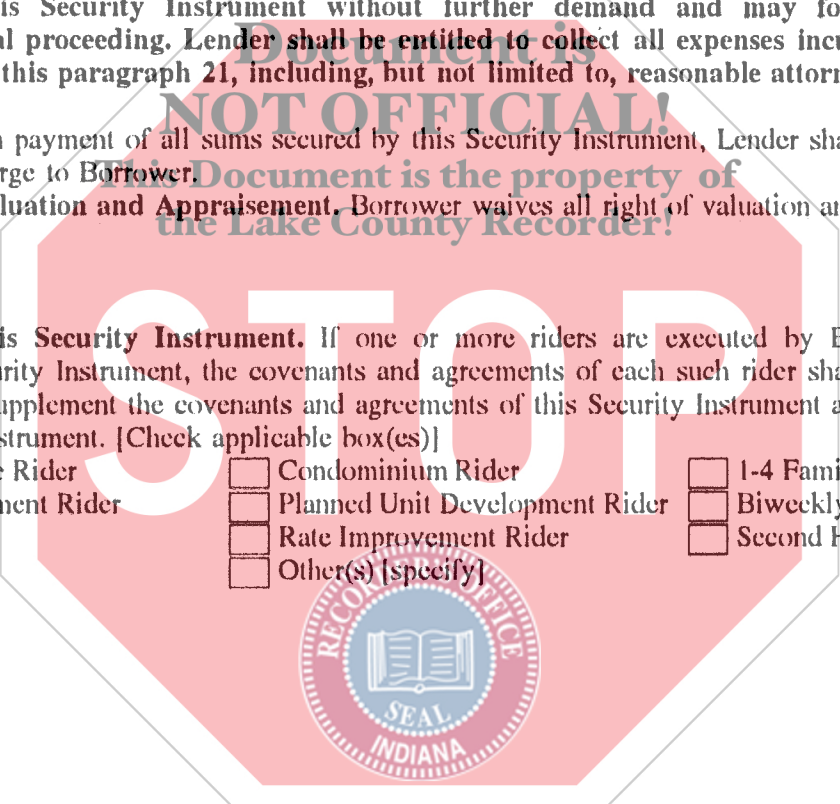 is Security Instrument without further demand and may fo
al proceeding. Lender shall be entitled to collect all expenses incu
this paragraph 21, including, but not limited to, reasonable attorn
Document is
NOT OFFICIAL!
This Document is the property of
the Lake County Recorder!
n payment of all sums secured by this Security Instrument, Lender sha
rge to Borrower.
luation and Appraisement. Borrower waives all right of valuation an
STOP
is Security Instrument. If one or more riders are executed by B
urity Instrument, the covenants and agreements of each such rider sha
upplement the covenants and agreements of this Security Instrument a
strument. [Check applicable box(es)]
e Rider
Condominium Rider
1-4 Fami
ment Rider
Planned Unit Development Rider
Biweekly
Rate Improvement Rider
Second H
Other(s) [specify]
RECORDER'S OFFICE
SEAL
INDIANA